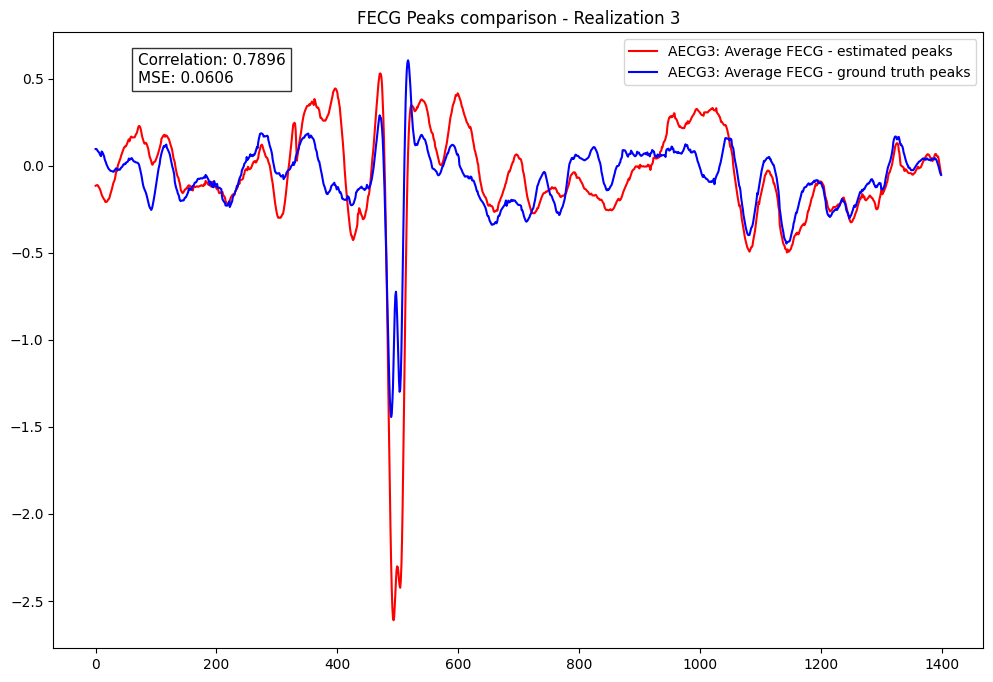 FECG Peaks comparison - Realization 3
Correlation: 0.7896
MSE: 0.0606
AECG3: Average FECG - estimated peaks
AECG3: Average FECG - ground truth peaks
0.5
0.0
−0.5
−1.0
−1.5
−2.0
−2.5
0 200 400 600 800 1000 1200 1400